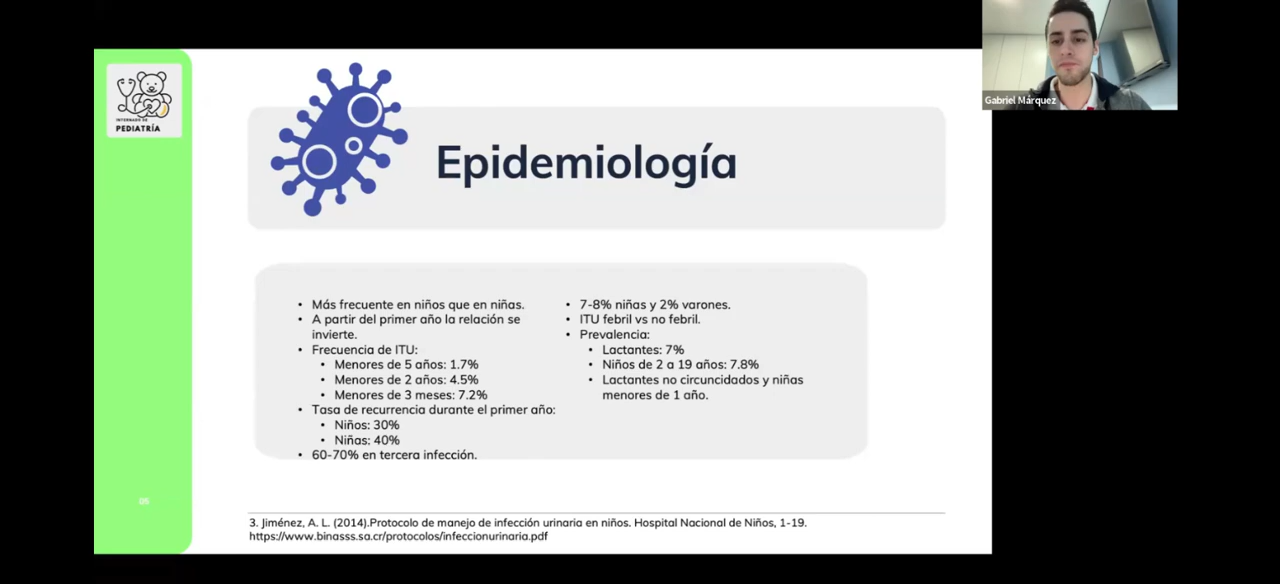 Gabriel Márquez
INTERNADO DE
PEDIATRÍA
Epidemiología
• Más frecuente en niños que en niñas.
• A partir del primer año la relación se
invierte.
• Frecuencia de ITU:
• Menores de 5 años: 1.7%
• Menores de 2 años: 4.5%
• Menores de 3 meses: 7.2%
• Tasa de recurrencia durante el primer año:
• Niños: 30%
• Niñas: 40%
• 60-70% en tercera infección.
• 7-8% niñas y 2% varones.
• ITU febril vs no febril.
• Prevalencia:
• Lactantes: 7%
• Niños de 2 a 19 años: 7.8%
• Lactantes no circuncidados y niñas
menores de 1 año.
05
3. Jiménez, A. L. (2014).Protocolo de manejo de infección urinaria en niños. Hospital Nacional de Niños, 1-19.
https://www.binasss.sa.cr/protocolos/infeccionurinaria.pdf